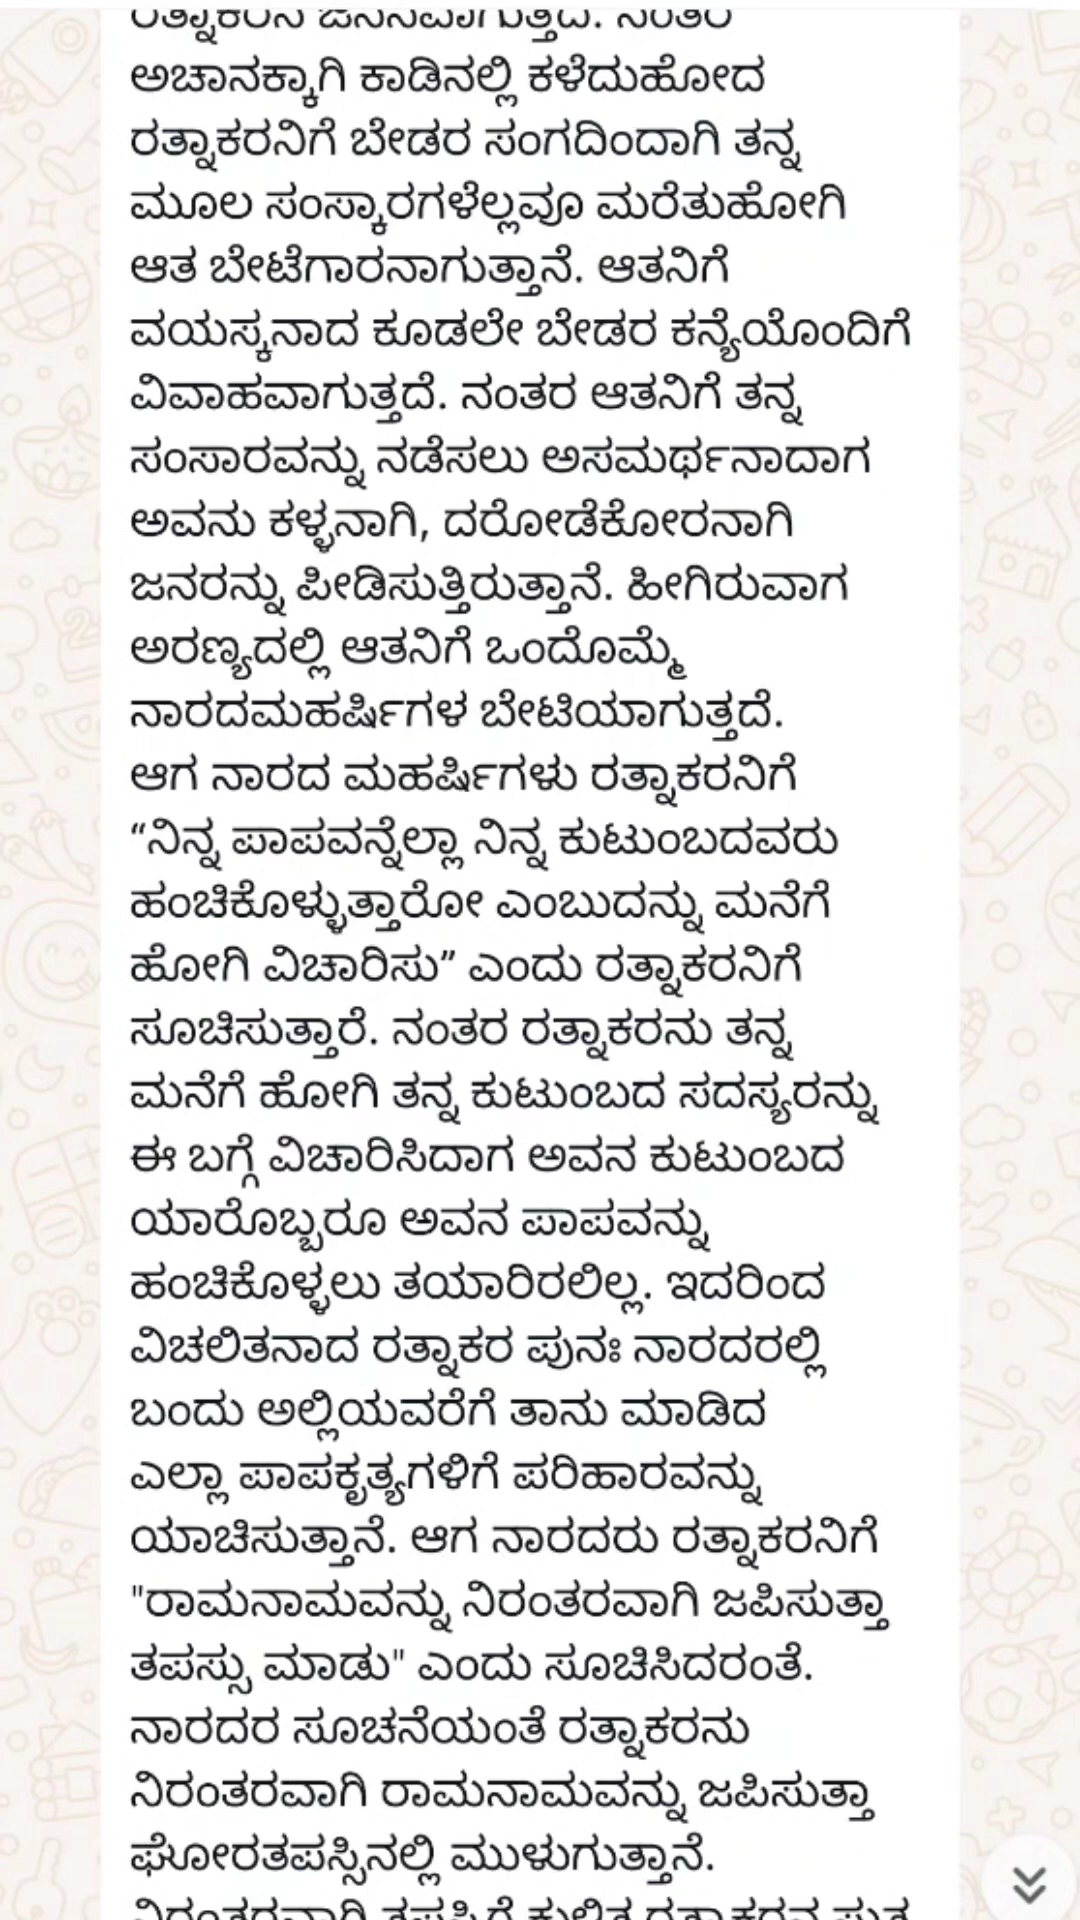 ಅಚಾನಕ್ಕಾಗಿ ಕಾಡಿನಲ್ಲಿ ಕಳೆದುಹೋದ
ರತ್ನಾಕರನಿಗೆ ಬೇಡರ ಸಂಗದಿಂದಾಗಿ ತನ್ನ
ಮೂಲ ಸಂಸ್ಕಾರಗಳೆಲ್ಲವೂ ಮರೆತುಹೋಗಿ
ಆತ ಬೇಟೆಗಾರನಾಗುತ್ತಾನೆ. ಆತನಿಗೆ
ವಯಸ್ಕನಾದ ಕೂಡಲೇ ಬೇಡರ ಕನ್ಯೆಯೊಂದಿಗೆ
ವಿವಾಹವಾಗುತ್ತದೆ. ನಂತರ ಆತನಿಗೆ ತನ್ನ
ಸಂಸಾರವನ್ನು ನಡೆಸಲು ಅಸಮರ್ಥನಾದಾಗ
ಅವನು ಕಳ್ಳನಾಗಿ, ದರೋಡೆಕೋರನಾಗಿ
ಜನರನ್ನು ಪೀಡಿಸುತ್ತಿರುತ್ತಾನೆ. ಹೀಗಿರುವಾಗ
ಅರಣ್ಯದಲ್ಲಿ ಆತನಿಗೆ ಒಂದೊಮ್ಮೆ
ನಾರದಮಹರ್ಷಿಗಳ ಬೇಟಿಯಾಗುತ್ತದೆ.
ಆಗ ನಾರದ ಮಹರ್ಷಿಗಳು ರತ್ನಾಕರನಿಗೆ
“ನಿನ್ನ ಪಾಪವನ್ನೆಲ್ಲಾ ನಿನ್ನ ಕುಟುಂಬದವರು
ಹಂಚಿಕೊಳ್ಳುತ್ತಾರೋ ಎಂಬುದನ್ನು ಮನೆಗೆ
ಹೋಗಿ ವಿಚಾರಿಸು” ಎಂದು ರತ್ನಾಕರನಿಗೆ
ಸೂಚಿಸುತ್ತಾರೆ. ನಂತರ ರತ್ನಾಕರನು ತನ್ನ
ಮನೆಗೆ ಹೋಗಿ ತನ್ನ ಕುಟುಂಬದ ಸದಸ್ಯರನ್ನು
ಈ ಬಗ್ಗೆ ವಿಚಾರಿಸಿದಾಗ ಅವನ ಕುಟುಂಬದ
ಯಾರೊಬ್ಬರೂ ಅವನ ಪಾಪವನ್ನು
ಹಂಚಿಕೊಳ್ಳಲು ತಯಾರಿರಲಿಲ್ಲ. ಇದರಿಂದ
ವಿಚಲಿತನಾದ ರತ್ನಾಕರ ಪುನಃ ನಾರದರಲ್ಲಿ
ಬಂದು ಅಲ್ಲಿಯವರೆಗೆ ತಾನು ಮಾಡಿದ
ಎಲ್ಲಾ ಪಾಪಕೃತ್ಯಗಳಿಗೆ ಪರಿಹಾರವನ್ನು
ಯಾಚಿಸುತ್ತಾನೆ. ಆಗ ನಾರದರು ರತ್ನಾಕರನಿಗೆ
"ರಾಮನಾಮವನ್ನು ನಿರಂತರವಾಗಿ ಜಪಿಸುತ್ತಾ
ತಪಸ್ಸು ಮಾಡು" ಎಂದು ಸೂಚಿಸಿದರಂತೆ.
ನಾರದರ ಸೂಚನೆಯಂತೆ ರತ್ನಾಕರನು
ನಿರಂತರವಾಗಿ ರಾಮನಾಮವನ್ನು ಜಪಿಸುತ್ತಾ
ಘೋರತಪಸ್ಸಿನಲ್ಲಿ ಮುಳುಗುತ್ತಾನೆ.